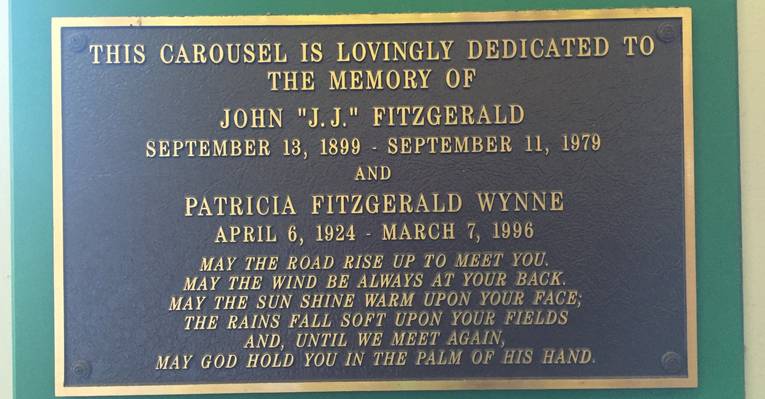 THIS CAROUSEL IS LOVINGLY DEDICATED TO
THE MEMORY OF
JOHN "J.J." FITZGERALD
SEPTEMBER 13, 1899 - SEPTEMBER 11, 1979
AND
PATRICIA FITZGERALD WYNNE
APRIL 6, 1924 - MARCH 7, 1996
MAY THE ROAD RISE UP TO MEET YOU.
MAY THE WIND BE ALWAYS AT YOUR BACK.
MAY THE SUN SHINE WARM UPON YOUR FACE;
THE RAINS FALL SOFT UPON YOUR FIELDS
AND, UNTIL WE MEET AGAIN,
MAY GOD HOLD YOU IN THE PALM OF HIS HAND.